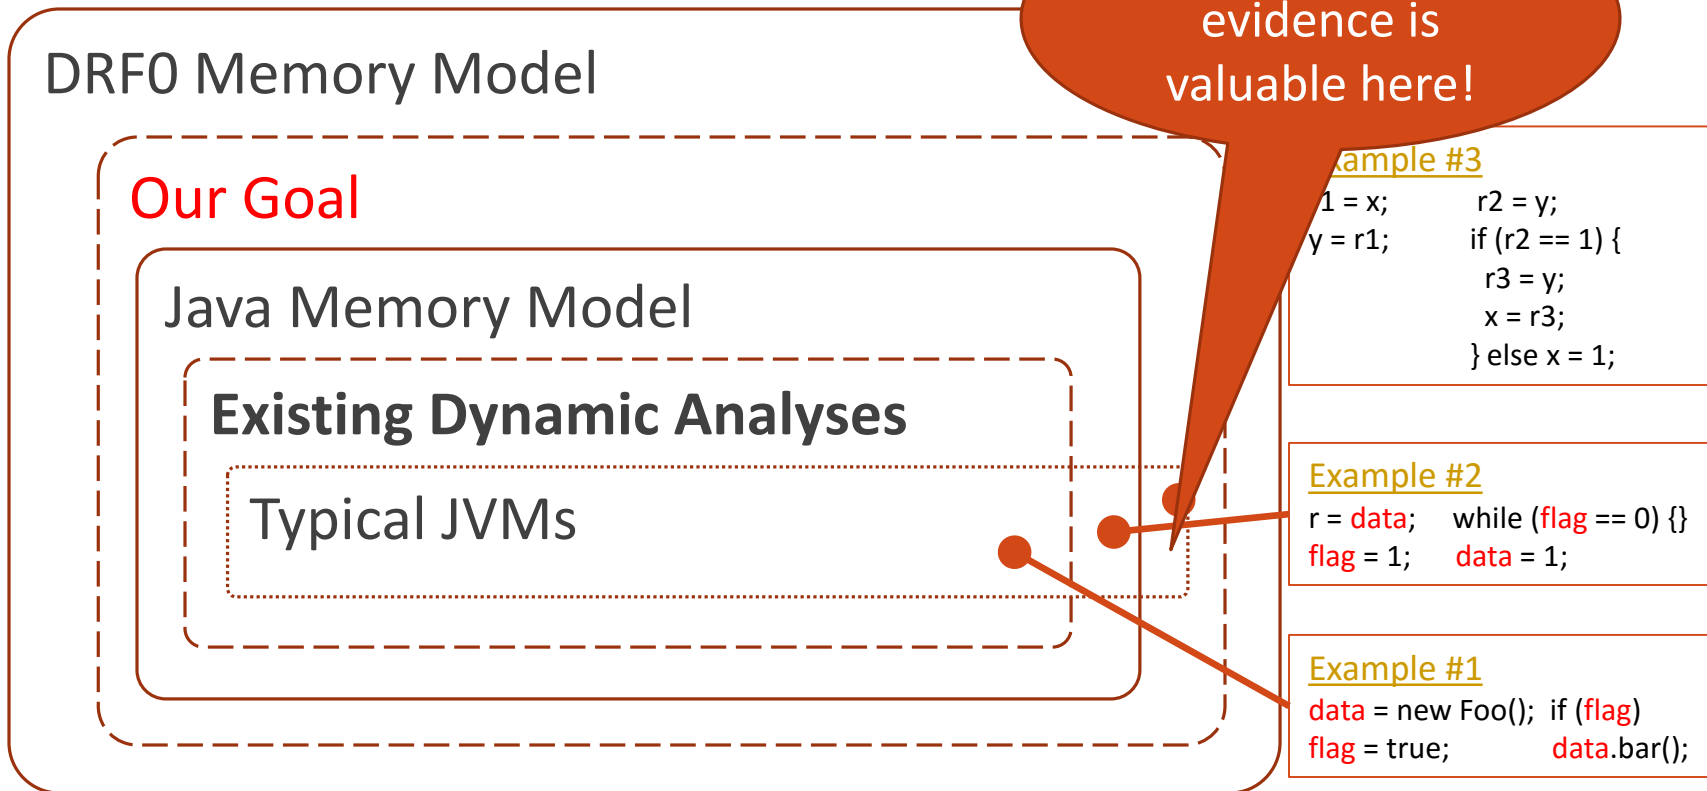 evidence is
valuable here!
DRF0 Memory Model
Our Goal
Java Memory Model
Existing Dynamic Analyses
Typical JVMs
ample #3
1 = x; r2 = y;
y = r1; if (r2 == 1) {
r3 = y;
x = r3;
} else x = 1;
Example #2
r = data; while (flag == 0) {}
flag = 1; data = 1;
Example #1
data = new Foo(); if (flag)
flag = true; data.bar();